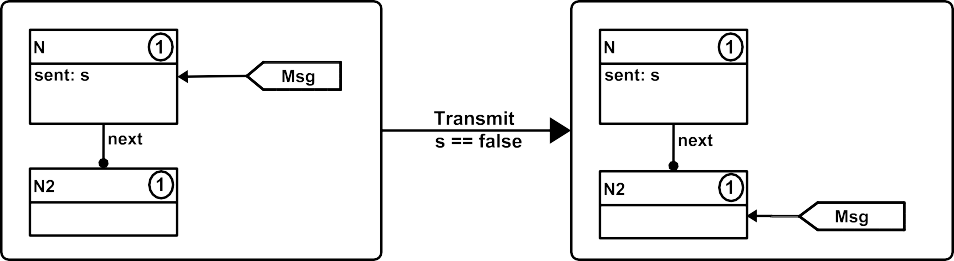 N 1
sent: s
Msg
next
N2 1
Transmit
s == false
N 1
sent: s
next
N2 1
Msg